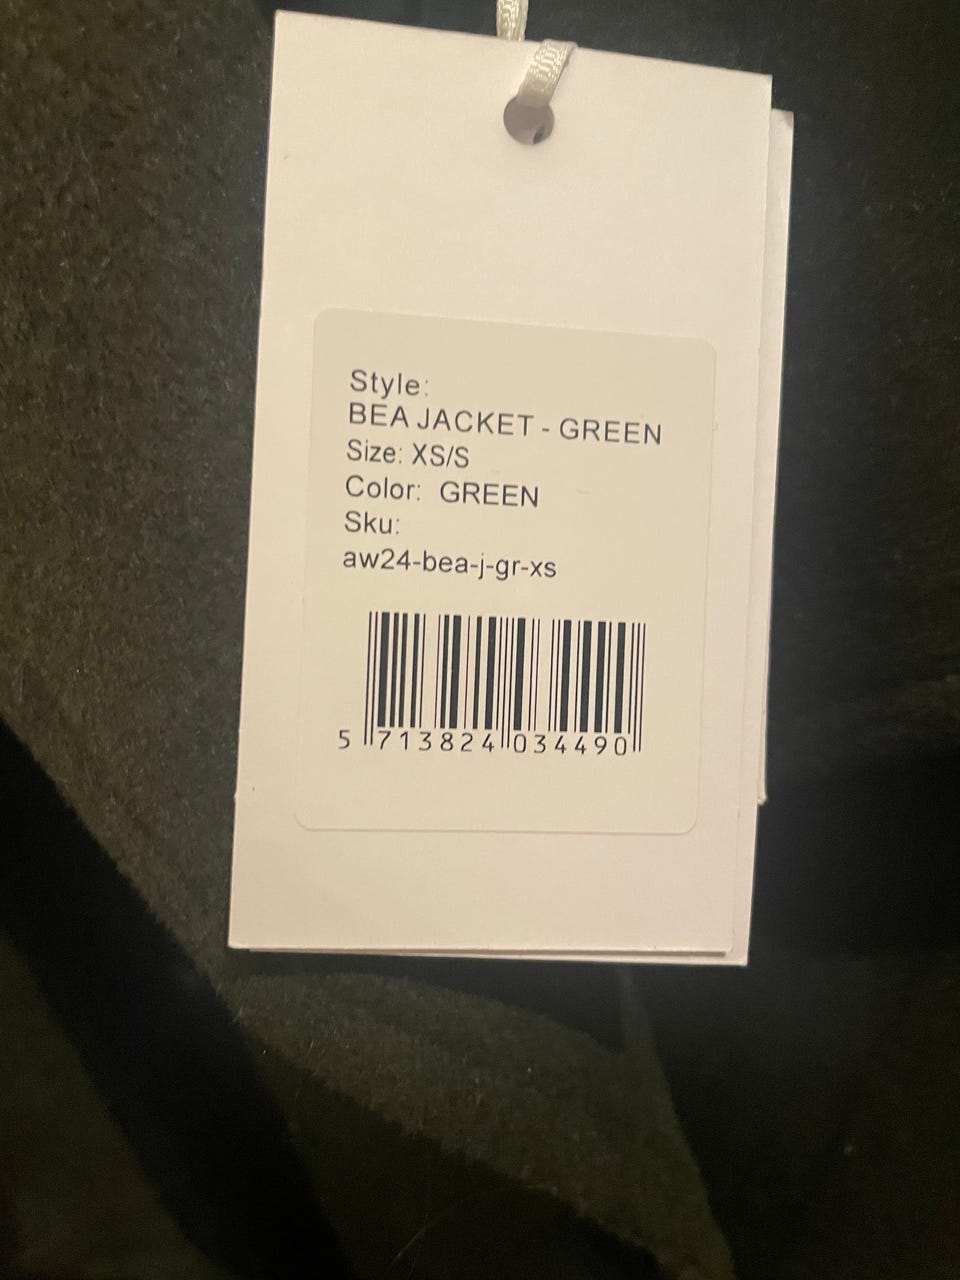 Style:
BEA JACKET - GREEN
Size: XS/S
Color: GREEN
Sku:
aw24-bea-j-gr-xs
5 713824 034490